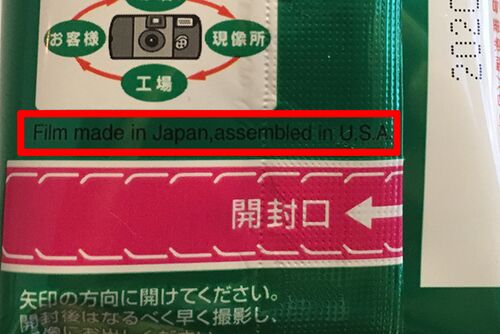 お客様
現像所
工場
Film made in Japan,assembled in U.S.A.
開封口
矢印の方向に開けてください。
開封後はなるべく早く撮影し、
2020